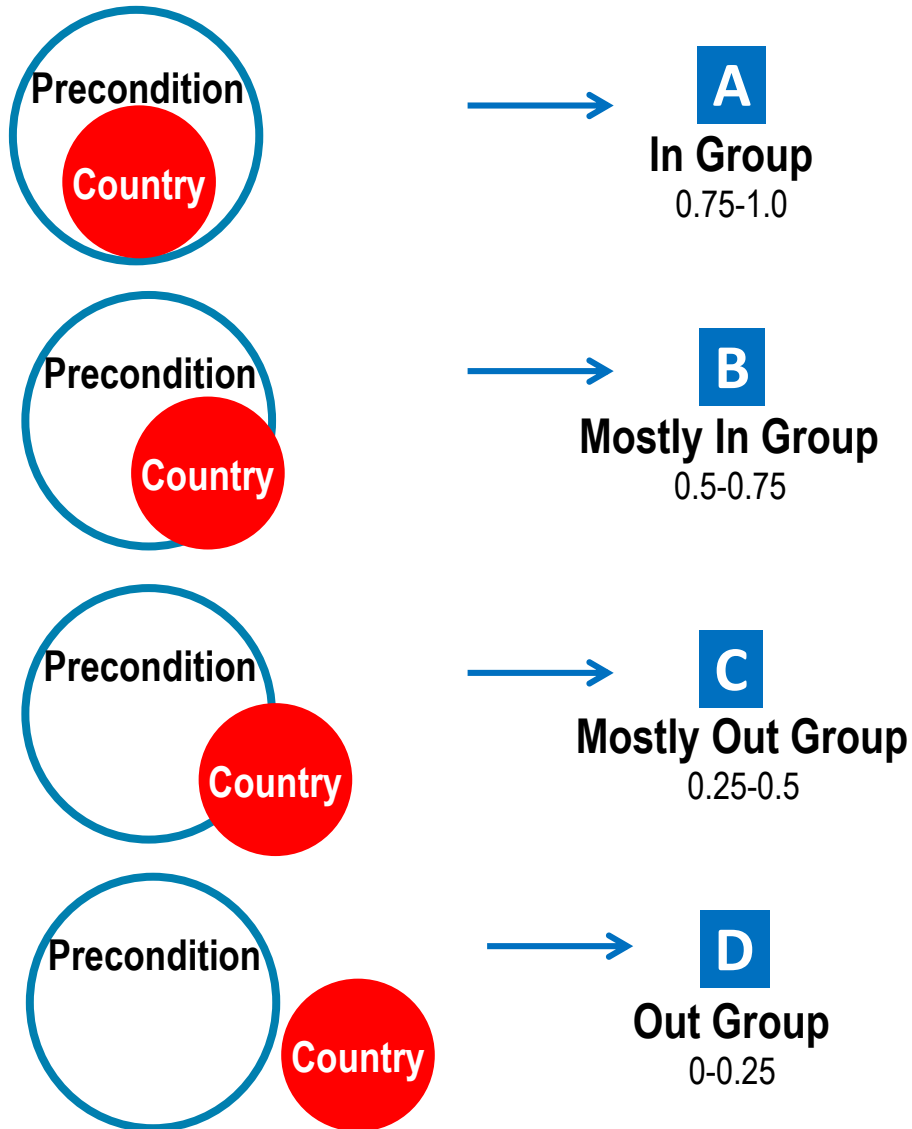 Precondition
Country
A
In Group
0.75-1.0
Precondition
Country
B
Mostly In Group
0.5-0.75
Precondition
Country
C
Mostly Out Group
0.25-0.5
Precondition
Country
D
Out Group
0-0.25